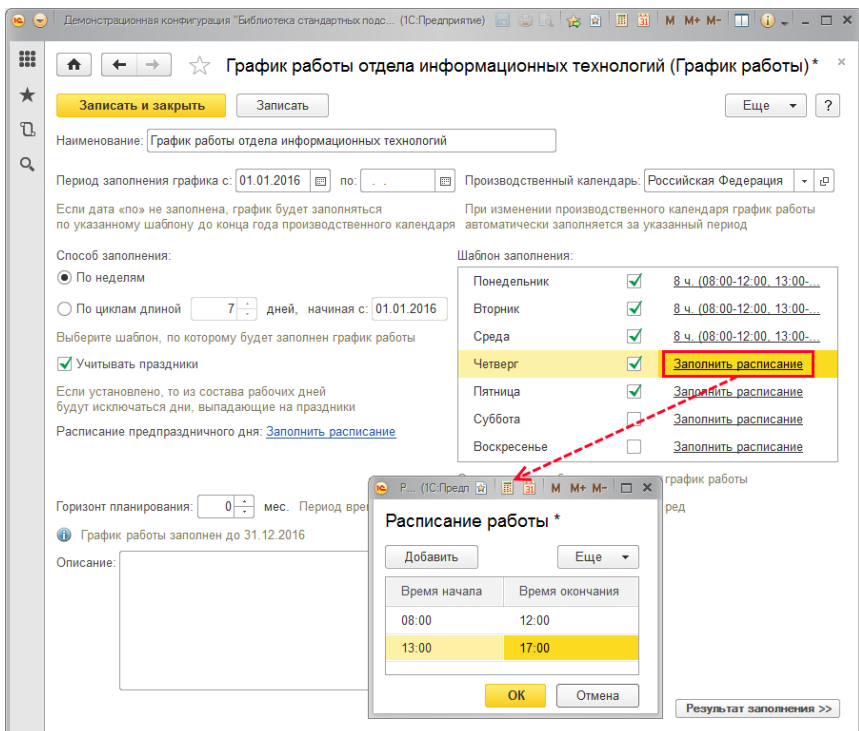 Демонстрационная конфигурация "Библиотека стандартных подс... (1С:Предприятие)
31 M M+ M-
График работы отдела информационных технологий (График работы) *
Записать и закрыть Записать Еще ?
Наименование: График работы отдела информационных технологий
Период заполнения графика с: 01.01.2016 по: . . Производственный календарь: Российская Федерация
Если дата «по» не заполнена, график будет заполняться
по указанному шаблону до конца года производственного календаря
При изменении производственного календаря график работы
автоматически заполняется за указанный период
Способ заполнения:
По неделям
По циклам длиной 7 дней, начиная с: 01.01.2016
Выберите шаблон, по которому будет заполнен график работы
Учитывать праздники
Если установлено, то из состава рабочих дней
будут исключаться дни, выпадающие на праздники
Расписание предпраздничного дня: Заполнить расписание
Шаблон заполнения:
Понедельник 8 ч. (08:00-12:00, 13:00-...
Вторник 8 ч. (08:00-12:00, 13:00-...
Среда 8 ч. (08:00-12:00, 13:00-...
Четверг Заполнить расписание
Пятница Заполнить расписание
Суббота Заполнить расписание
Воскресенье Заполнить расписание
график работы
Горизонт планирования: 0 мес. Период вре
ред
График работы заполнен до 31.12.2016
Описание:
Р... (1С:Предп 31 M M+ M-
Расписание работы *
Добавить Еще
Время начала Время окончания
08:00 12:00
13:00 17:00
ОК Отмена
Результат заполнения >>